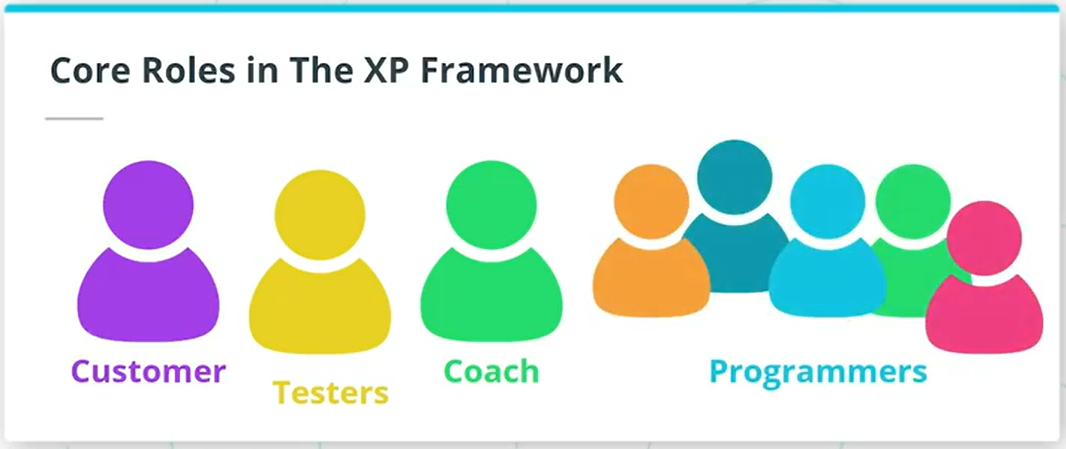 Core Roles in The XP Framework
Customer
Testers
Coach
Programmers